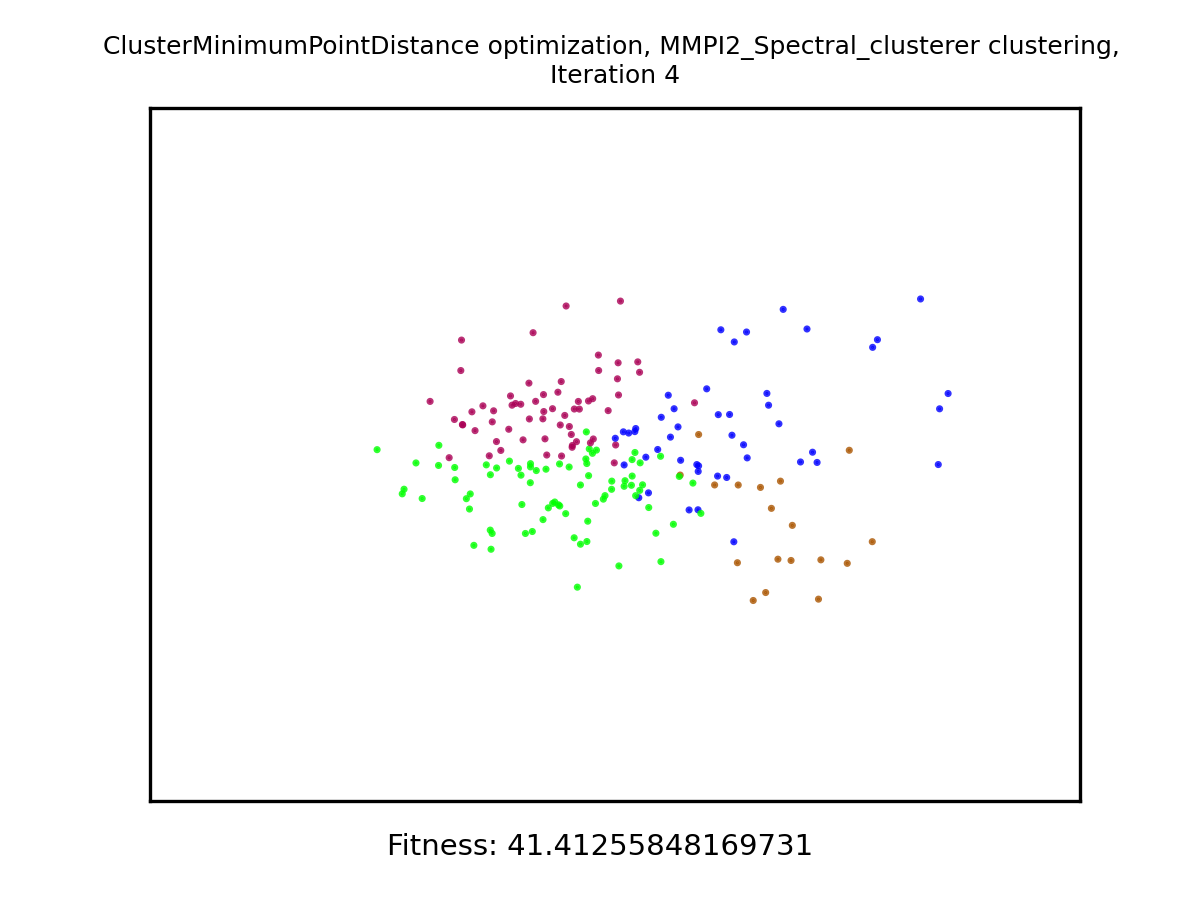 ClusterMinimumPointDistance optimization, MMPI2_Spectral_clusterer clustering,
Iteration 4
Fitness: 41.41255848169731